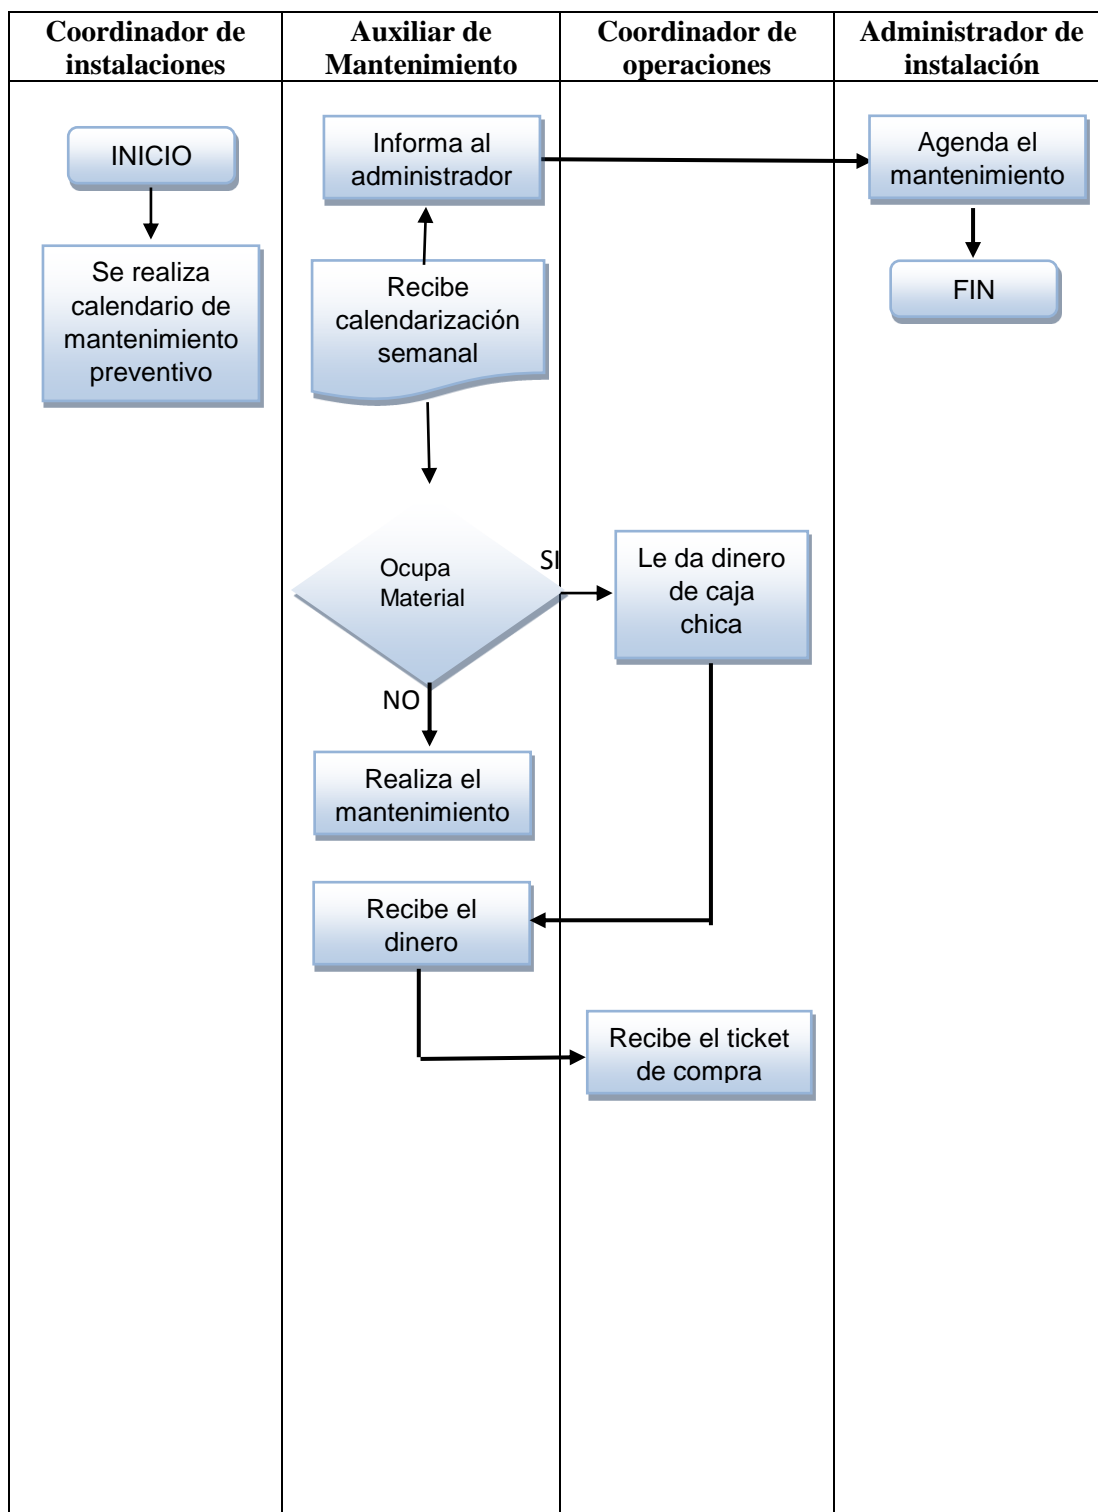 Coordinador de
instalaciones
Auxiliar de
Mantenimiento
Coordinador de
operaciones
Administrador de
instalación
INICIO
Se realiza
calendario de
mantenimiento
preventivo
Informa al
administrador
Recibe
calendarización
semanal
Agenda el
mantenimiento
FIN
Ocupa
Material
SI
Le da dinero
de caja
chica
NO
Realiza el
mantenimiento
Recibe el
dinero
Recibe el ticket
de compra